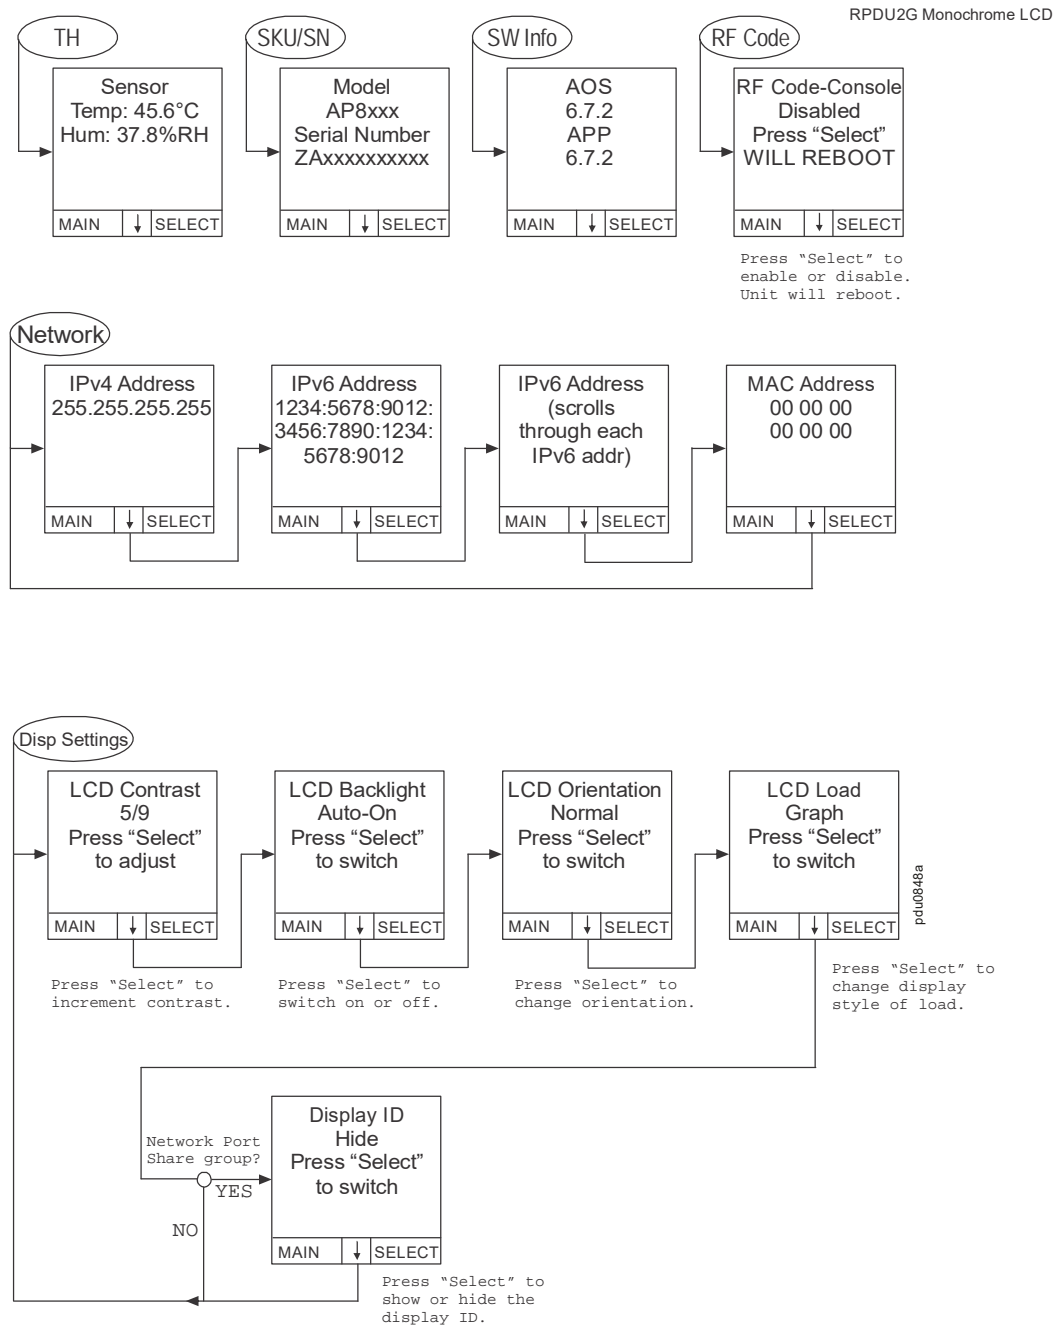 RPDU2G Monochrome LCD
TH
Sensor
Temp: 45.6°C
Hum: 37.8%RH
MAIN ↓ SELECT
SKU/SN
Model
AP8xxx
Serial Number
ZAxxxxxxxxxx
MAIN ↓ SELECT
SW Info
AOS
6.7.2
APP
6.7.2
MAIN ↓ SELECT
RF Code
RF Code-Console
Disabled
Press “Select”
WILL REBOOT
MAIN ↓ SELECT
Press “Select” to
enable or disable.
Unit will reboot.
Network
IPv4 Address
255.255.255.255
MAIN ↓ SELECT
IPv6 Address
1234:5678:9012:
3456:7890:1234:
5678:9012
MAIN ↓ SELECT
IPv6 Address
(scrolls
through each
IPv6 addr)
MAIN ↓ SELECT
MAC Address
00 00 00
00 00 00
MAIN ↓ SELECT
Disp Settings
LCD Contrast
5/9
Press “Select”
to adjust
MAIN ↓ SELECT
Press “Select” to
increment contrast.
LCD Backlight
Auto-On
Press “Select”
to switch
MAIN ↓ SELECT
Press “Select” to
switch on or off.
LCD Orientation
Normal
Press “Select”
to switch
MAIN ↓ SELECT
Press “Select” to
change orientation.
LCD Load
Graph
Press “Select”
to switch
MAIN ↓ SELECT
Press “Select” to
change display
style of load.
pdu0848a
Network Port
Share group?
YES
NO
Display ID
Hide
Press “Select”
to switch
MAIN ↓ SELECT
Press “Select” to
show or hide the
display ID.